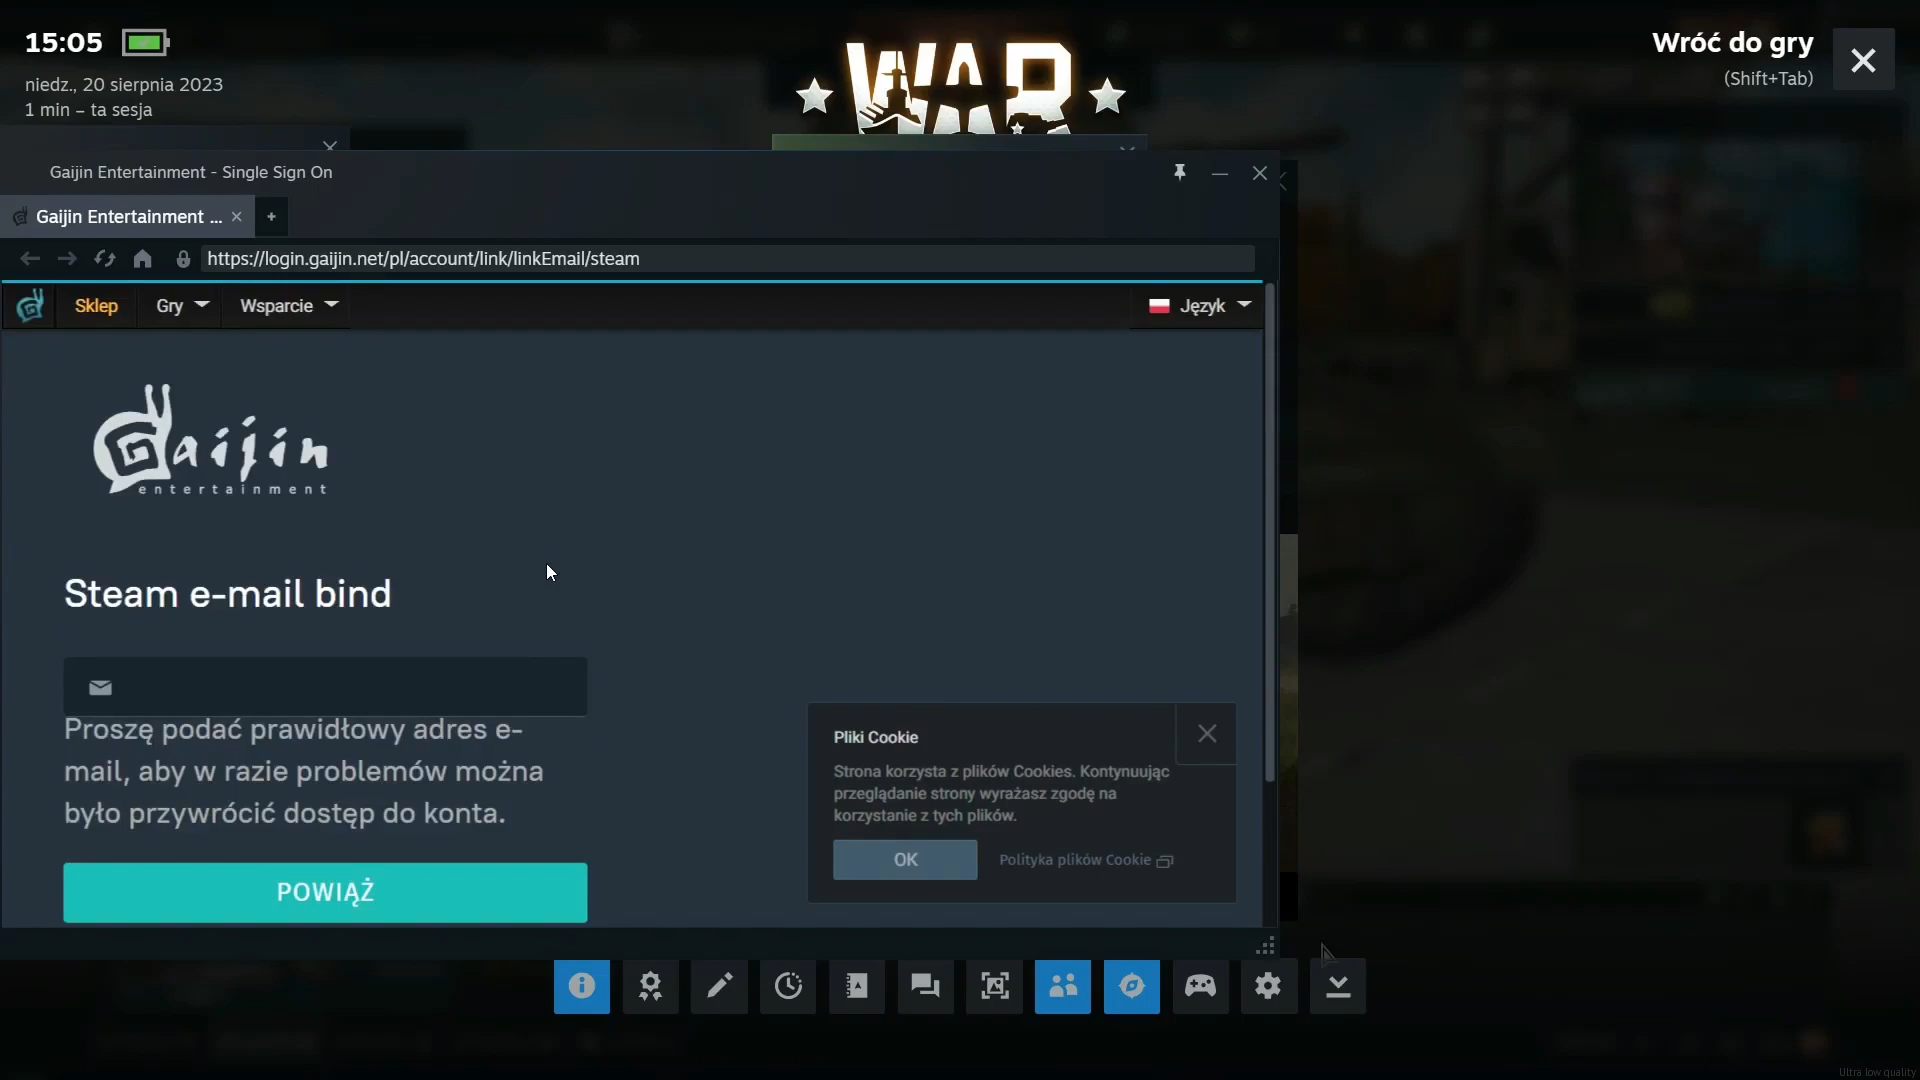 15:05
niedz., 20 sierpnia 2023
1 min – ta sesja
WAR
Wróć do gry
(Shift+Tab)
Gaijin Entertainment - Single Sign On
Gaijin Entertainment ...
https://login.gaijin.net/pl/account/link/linkEmail/steam
Sklep
Gry
Wsparcie
Język
Gaijin
entertainment
Steam e-mail bind
Proszę podać prawidłowy adres e-
mail, aby w razie problemów można
było przywrócić dostęp do konta.
POWIĄŻ
Pliki Cookie
Strona korzysta z plików Cookies. Kontynuując
przeglądanie strony wyrażasz zgodę na
korzystanie z tych plików.
OK
Polityka plików Cookie
Ultra low quality